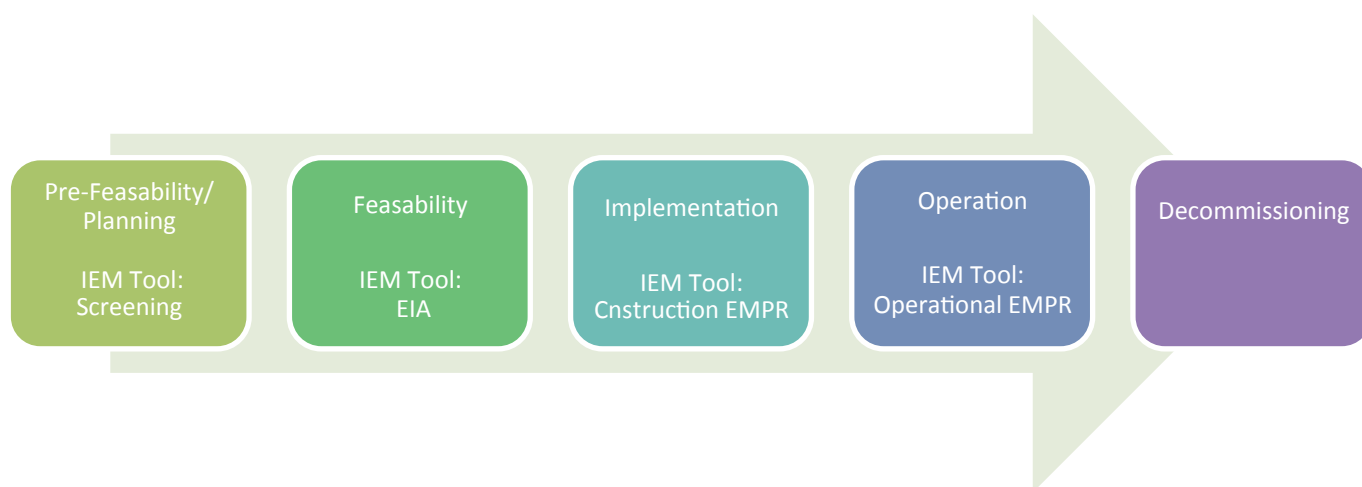 Pre-Feasability/
Planning
IEM Tool:
Screening
Feasability
IEM Tool:
EIA
Implementation
IEM Tool:
Cnstruction EMPR
Operation
IEM Tool:
Operational EMPR
Decommissioning